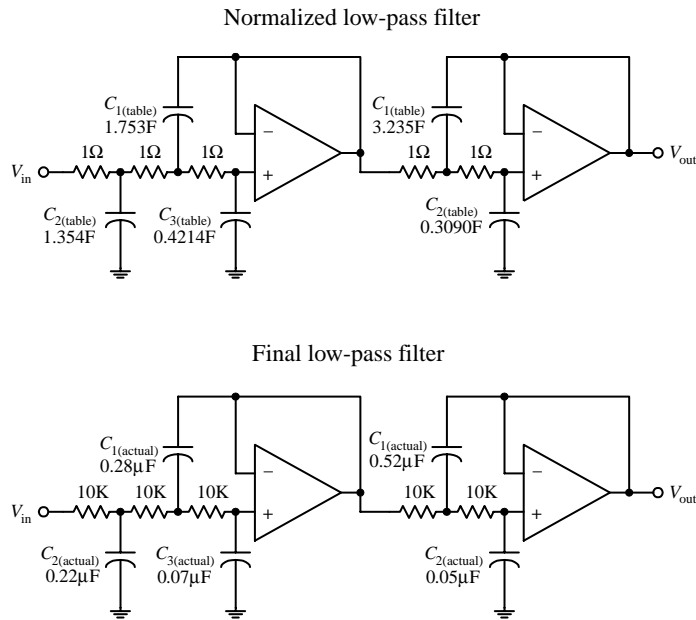 Normalized low-pass filter
C1(table)
1.753F
C1(table)
3.235F
1Ω 1Ω 1Ω
−
+
1Ω 1Ω
−
+
Vin
Vout
C2(table)
1.354F
C3(table)
0.4214F
C2(table)
0.3090F
Final low-pass filter
C1(actual)
0.28μF
C1(actual)
0.52μF
10K 10K 10K
−
+
10K 10K
−
+
Vin
Vout
C2(actual)
0.22μF
C3(actual)
0.07μF
C2(actual)
0.05μF